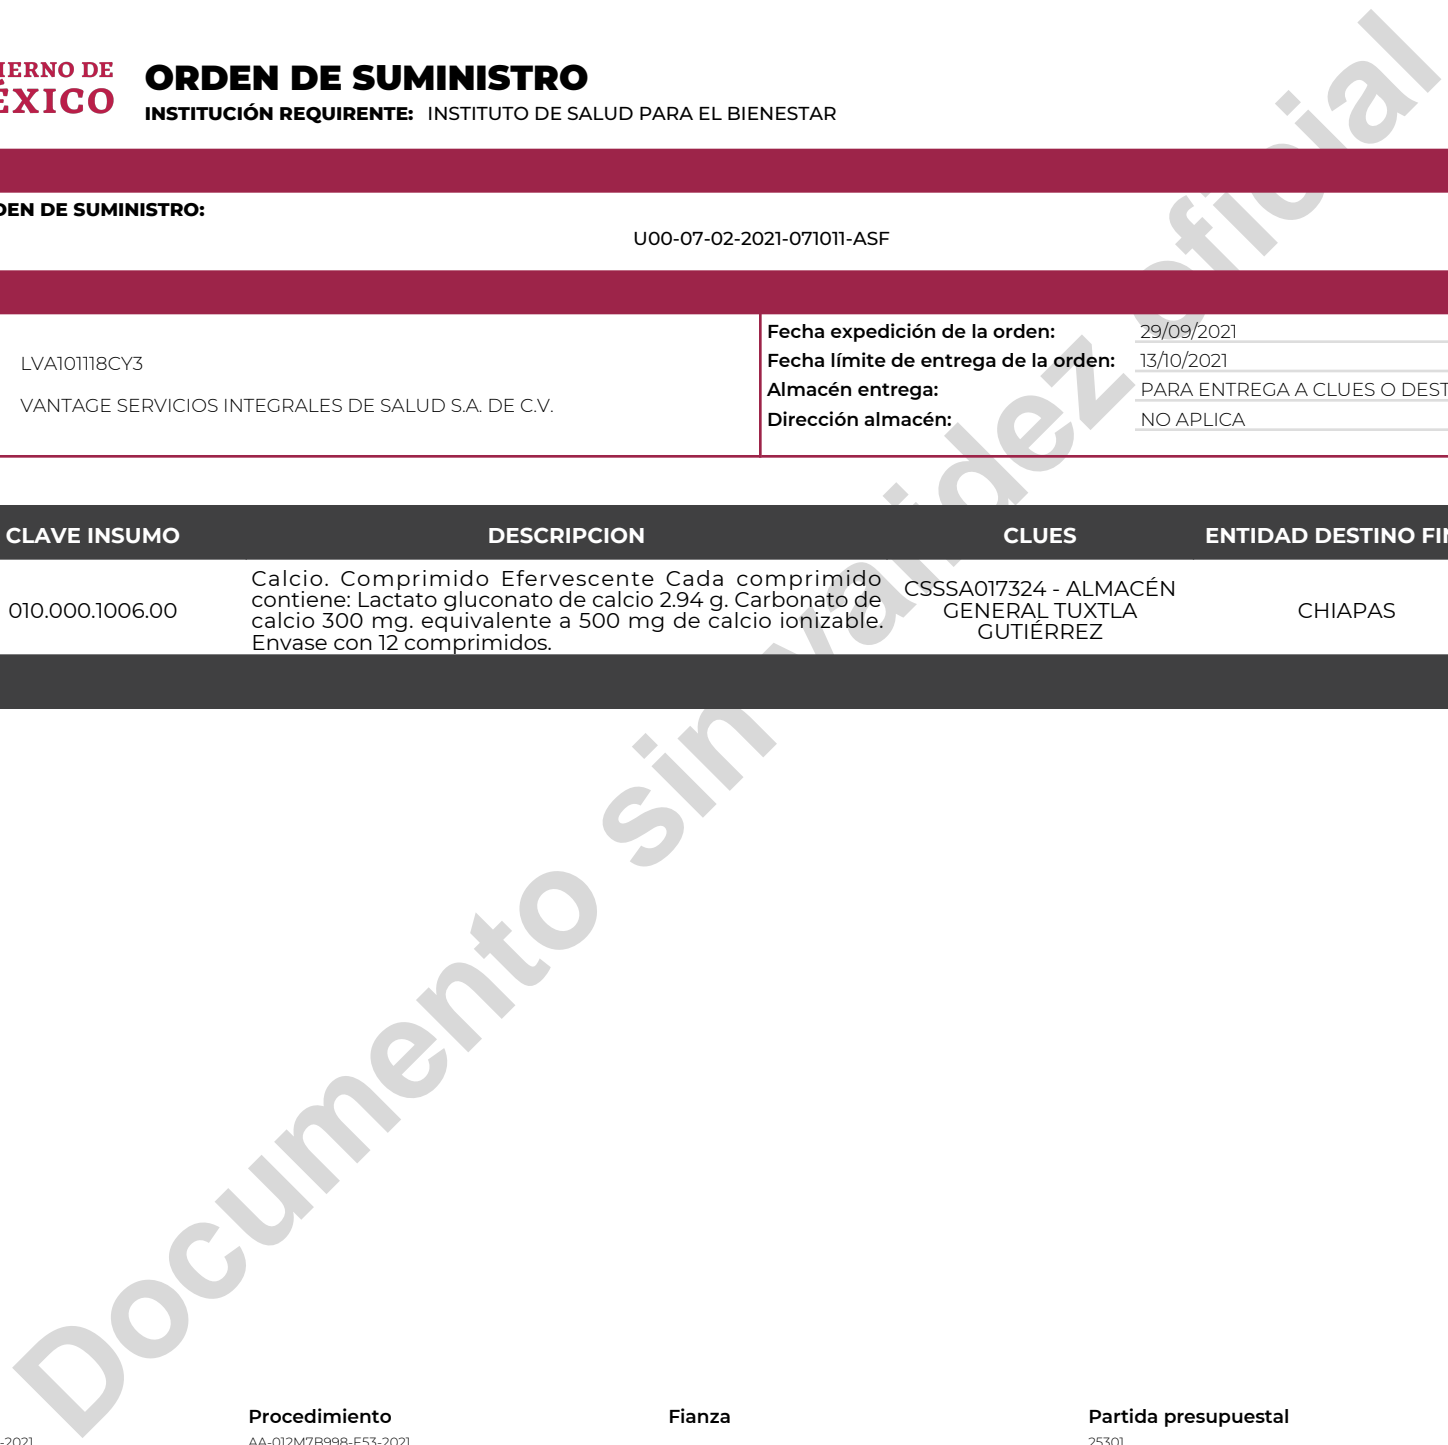 ORDEN DE SUMINISTRO
DE
INSTITUCIÓN REQUIRENTE: INSTITUTO DE SALUD PARA EL BIENESTAR
DE SUMINISTRO:
U00-07-02-2021-071011-ASF
LVA101118CY3
VANTAGE SERVICIOS INTEGRALES DE SALUD S.A. DE C.V.
Fecha expedición de la orden: 29/09/2021
Fecha límite de entrega de la orden: 13/10/2021
Almacén entrega: PARA ENTREGA A CLUES O
Dirección almacén: NO APLICA
CLAVE INSUMO DESCRIPCION CLUES ENTIDAD DESTINO
010.000.1006.00
Calcio. Comprimido Efervescente Cada comprimido
contiene: Lactato gluconato de calcio 2.94 g. Carbonato de
calcio 300 mg. equivalente a 500 mg de calcio ionizable.
Envase con 12 comprimidos.
CSSSA017324 - ALMACÉN
GENERAL TUXTLA
GUTIÉRREZ
CHIAPAS
Documento sin validez oficial
Procedimiento Fianza Partida presupuestal
AA-012M7B998-E53-2021 25301